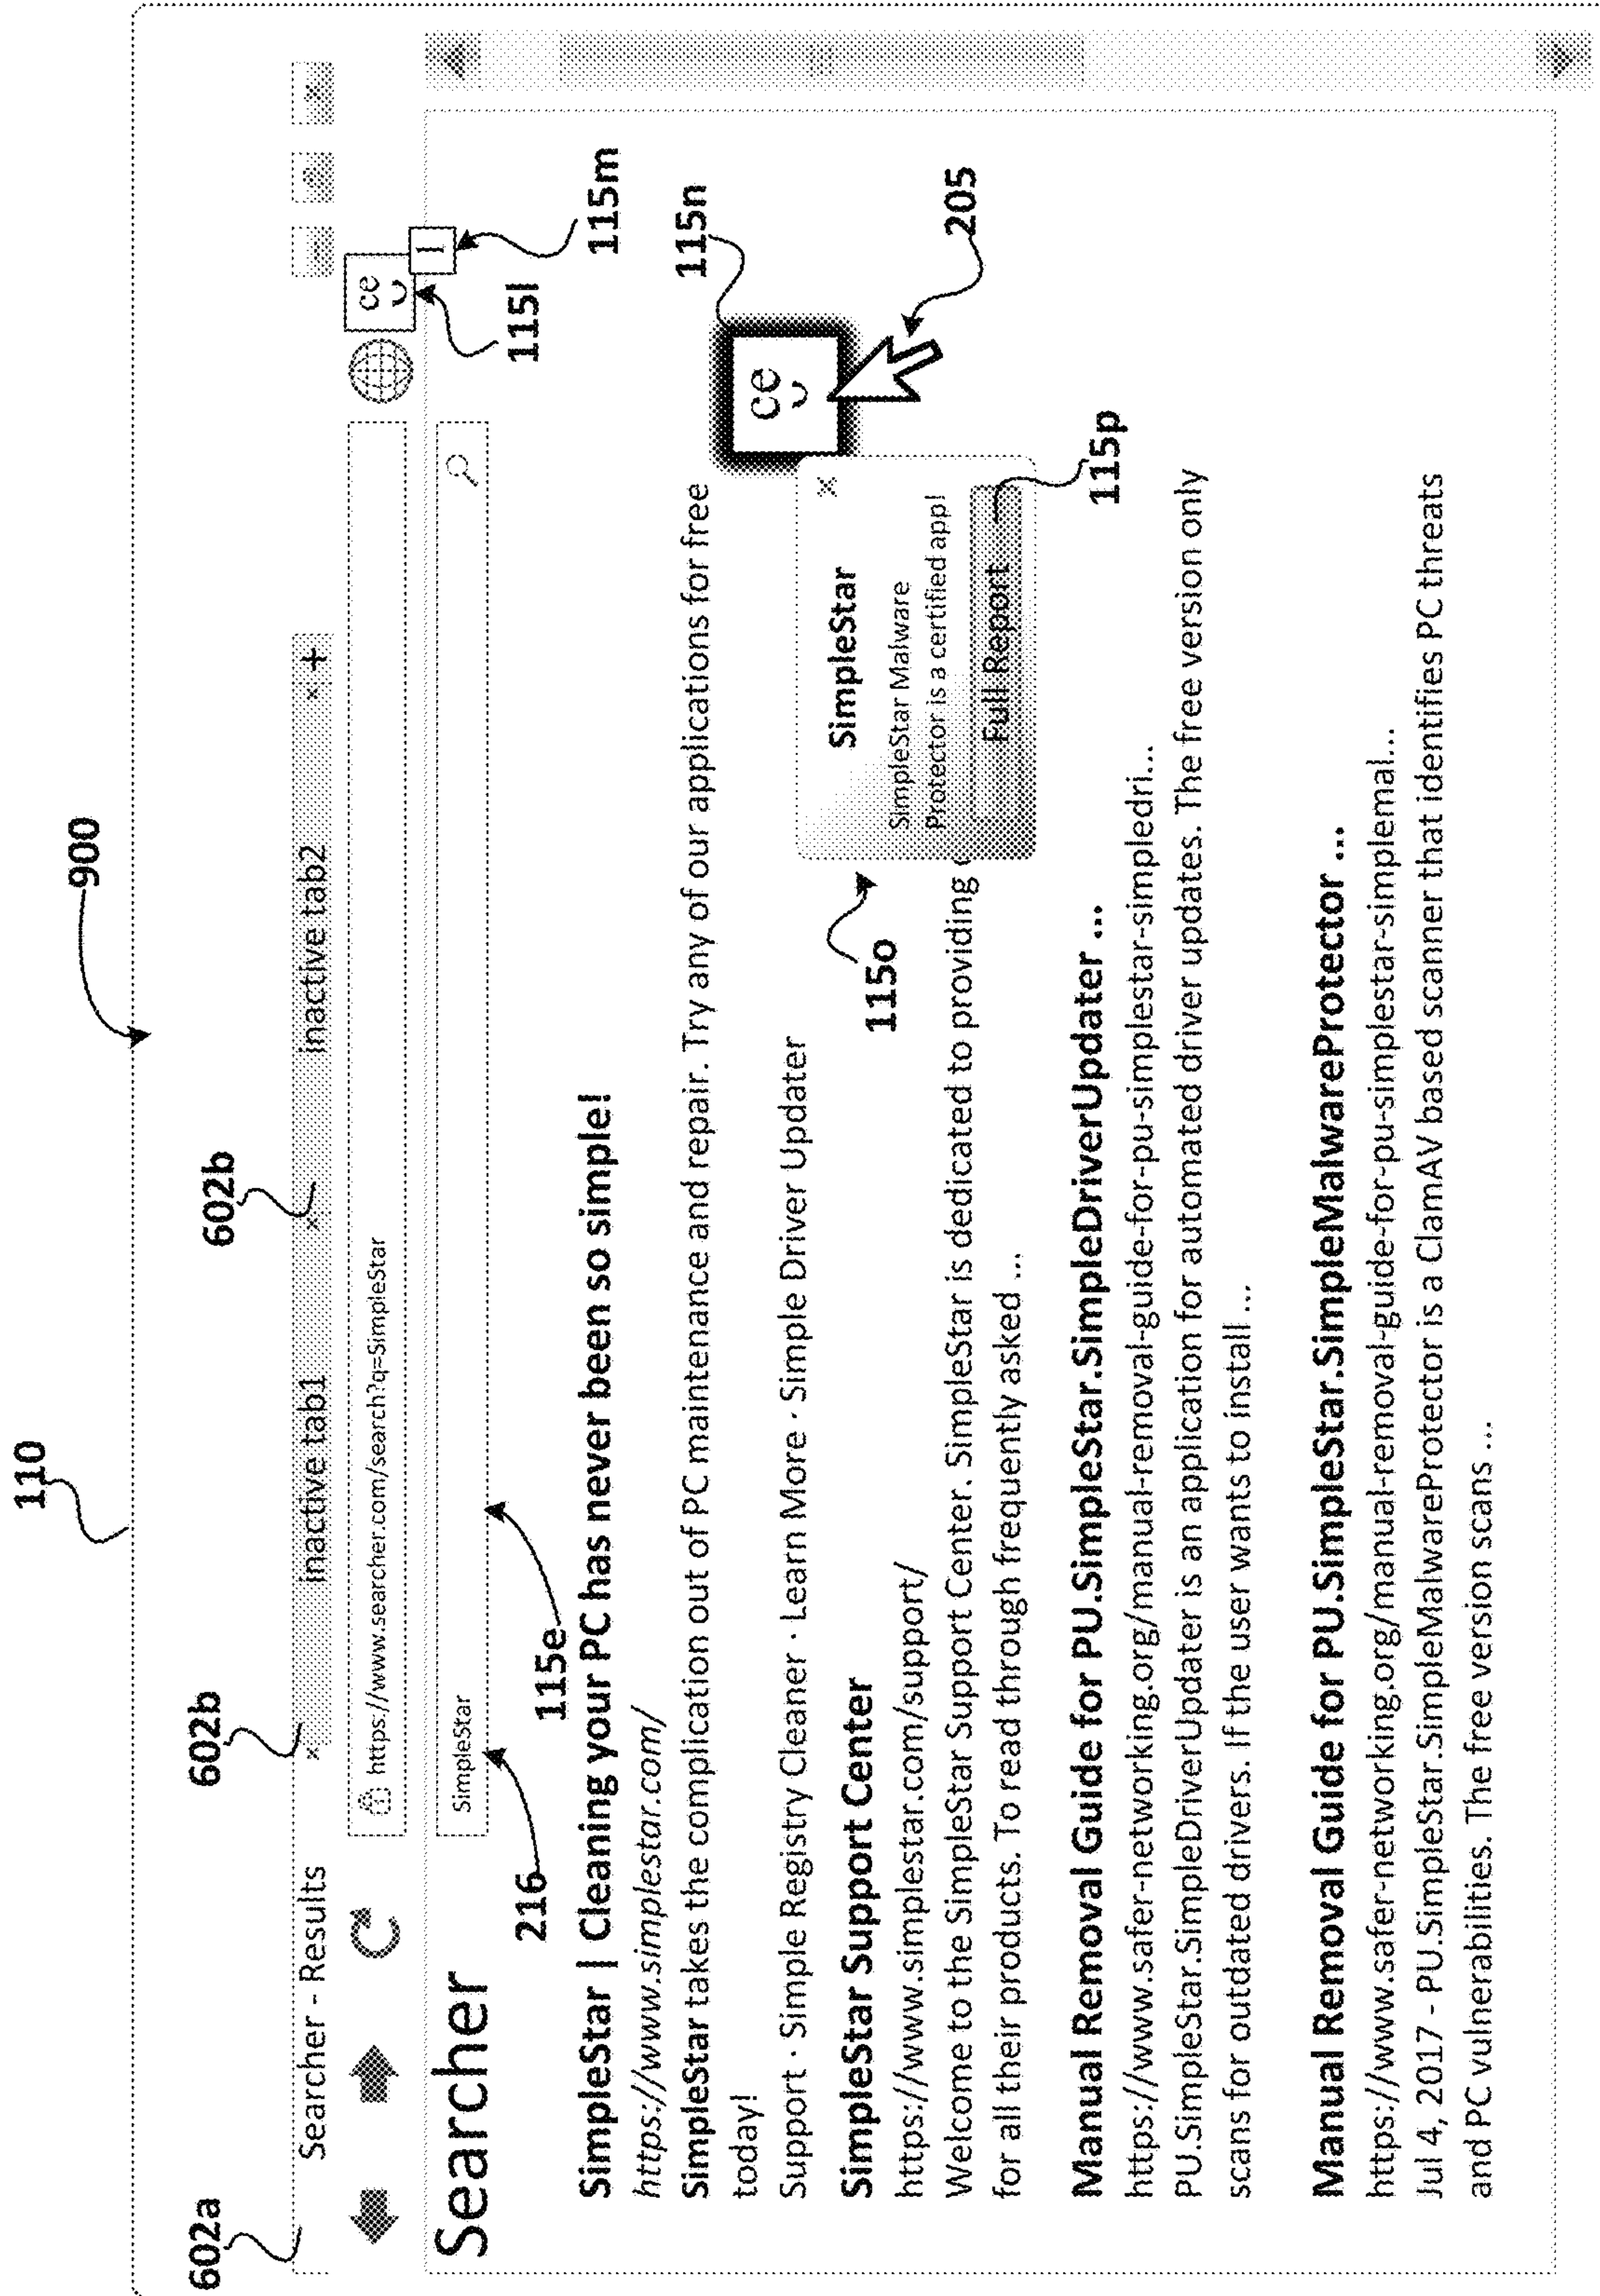 110
900
602a
602b
602b
Searcher - Results
×
inactive tab1
×
inactive tab2
×
+
https://www.searcher.com/search?q=SimpleStar
ce
1
115l
115m
Searcher
SimpleStar
216
115e
SimpleStar | Cleaning your PC has never been so simple!
https://www.simplestar.com/
SimpleStar takes the complication out of PC maintenance and repair. Try any of our applications for free
today!
Support · Simple Registry Cleaner · Learn More · Simple Driver Updater
115n
ce
205
SimpleStar Support Center
https://www.simplestar.com/support/
Welcome to the SimpleStar Support Center. SimpleStar is dedicated to providing
for all their products. To read through frequently asked ...
115o
×
SimpleStar
SimpleStar Malware
Protector is a certified app!
Full Report
115p
Manual Removal Guide for PU.SimpleStar.SimpleDriverUpdater ...
https://www.safer-networking.org/manual-removal-guide-for-pu-simplestar-simpledri...
PU.SimpleStar.SimpleDriverUpdater is an application for automated driver updates. The free version only
scans for outdated drivers. If the user wants to install ...
Manual Removal Guide for PU.SimpleStar.SimpleMalwareProtector ...
https://www.safer-networking.org/manual-removal-guide-for-pu-simplestar-simplemal...
Jul 4, 2017 - PU.SimpleStar.SimpleMalwareProtector is a ClamAV based scanner that identifies PC threats
and PC vulnerabilities. The free version scans ...